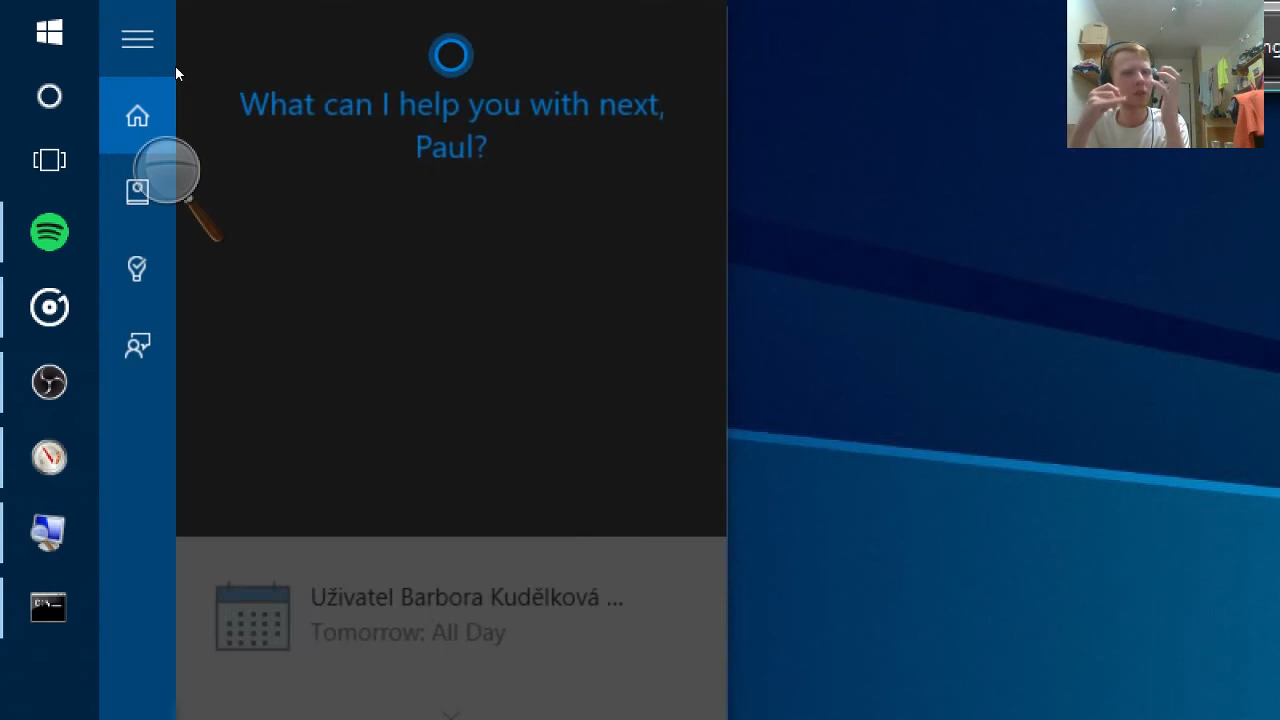 What can I help you with next,
Paul?
Uživatel Barbora Kudělková ...
Tomorrow: All Day